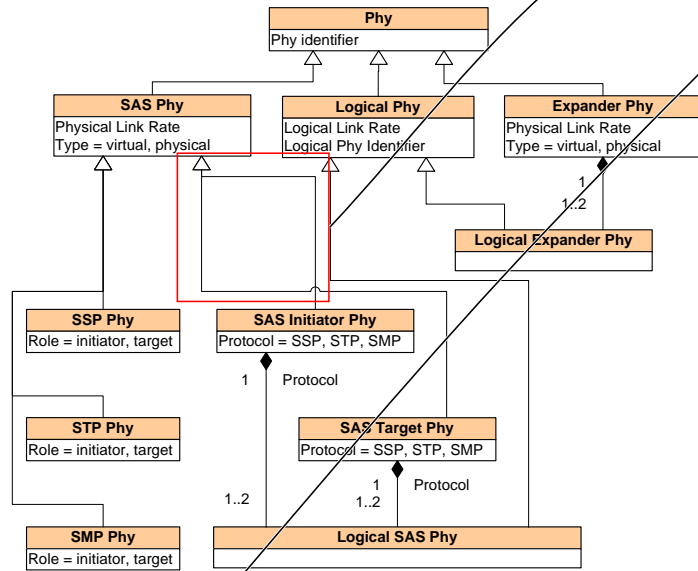 Phy
Phy identifier
SAS Phy
Physical Link Rate
Type = virtual, physical
Logical Phy
Logical Link Rate
Logical Phy Identifier
Expander Phy
Physical Link Rate
Type = virtual, physical
1
1..2
Logical Expander Phy
SSP Phy
Role = initiator, target
SAS Initiator Phy
Protocol = SSP, STP, SMP
1
Protocol
STP Phy
Role = initiator, target
SAS Target Phy
Protocol = SSP, STP, SMP
1
Protocol
1..2
1..2
SMP Phy
Role = initiator, target
Logical SAS Phy